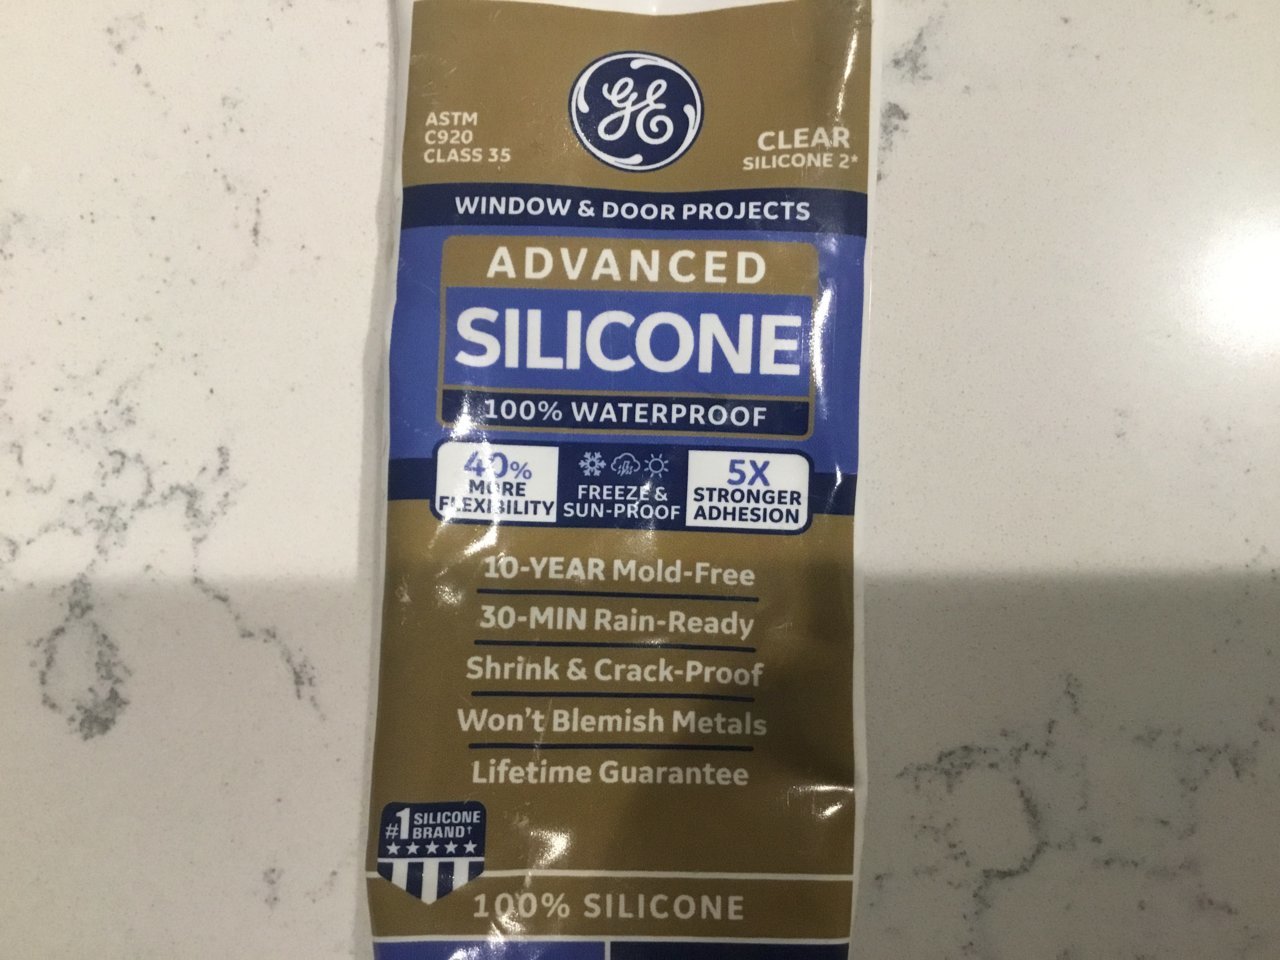 GE
ASTM
C920
CLASS 35
CLEAR
SILICONE 2*
WINDOW & DOOR PROJECTS
ADVANCED
SILICONE
100% WATERPROOF
40%
MORE
FLEXIBILITY
FREEZE &
SUN-PROOF
5X
STRONGER
ADHESION
10-YEAR Mold-Free
30-MIN Rain-Ready
Shrink & Crack-Proof
Won't Blemish Metals
Lifetime Guarantee
#1 SILICONE
BRAND†
100% SILICONE